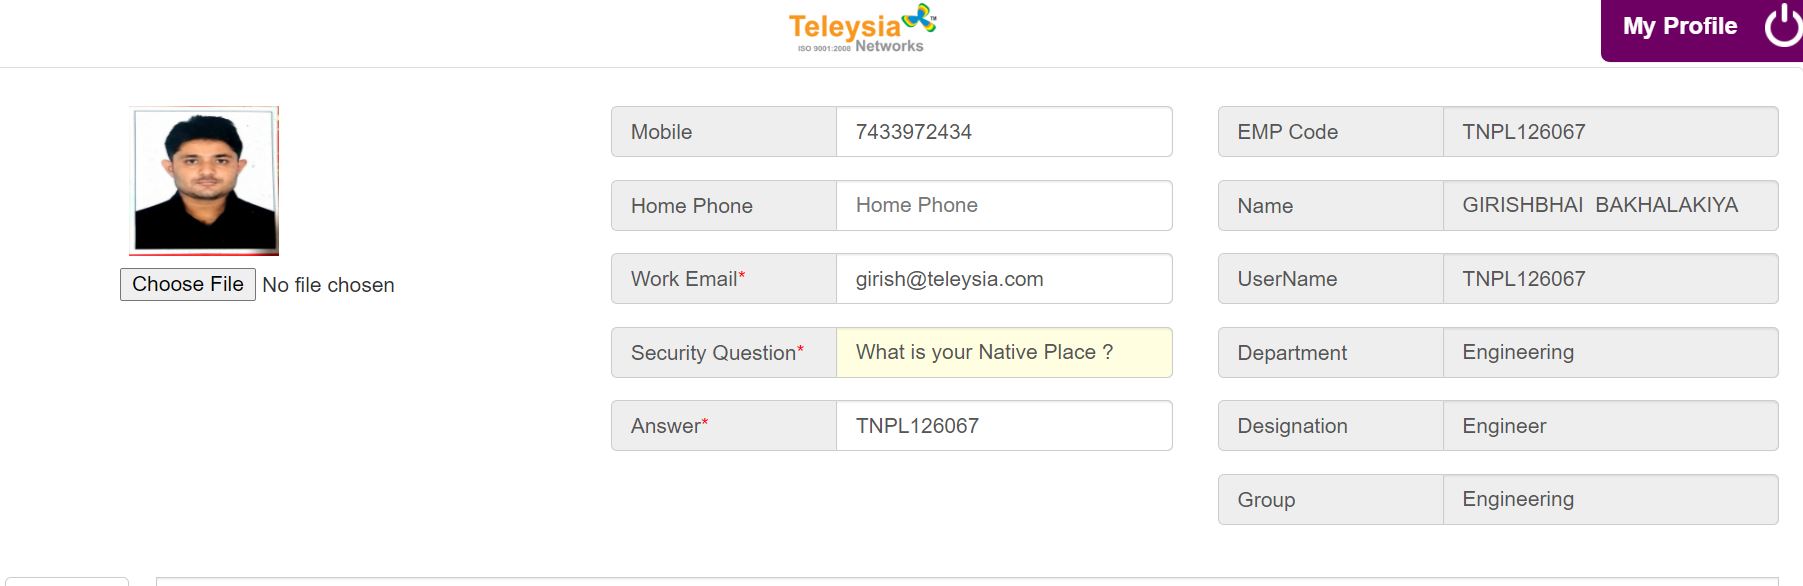 Teleysia TM
ISO 9001:2008 Networks
My Profile
Mobile 7433972434
EMP Code TNPL126067
Home Phone Home Phone
Name GIRISHBHAI BAKHALAKIYA
Choose File No file chosen
Work Email* girish@teleysia.com
UserName TNPL126067
Security Question* What is your Native Place ?
Department Engineering
Answer* TNPL126067
Designation Engineer
Group Engineering